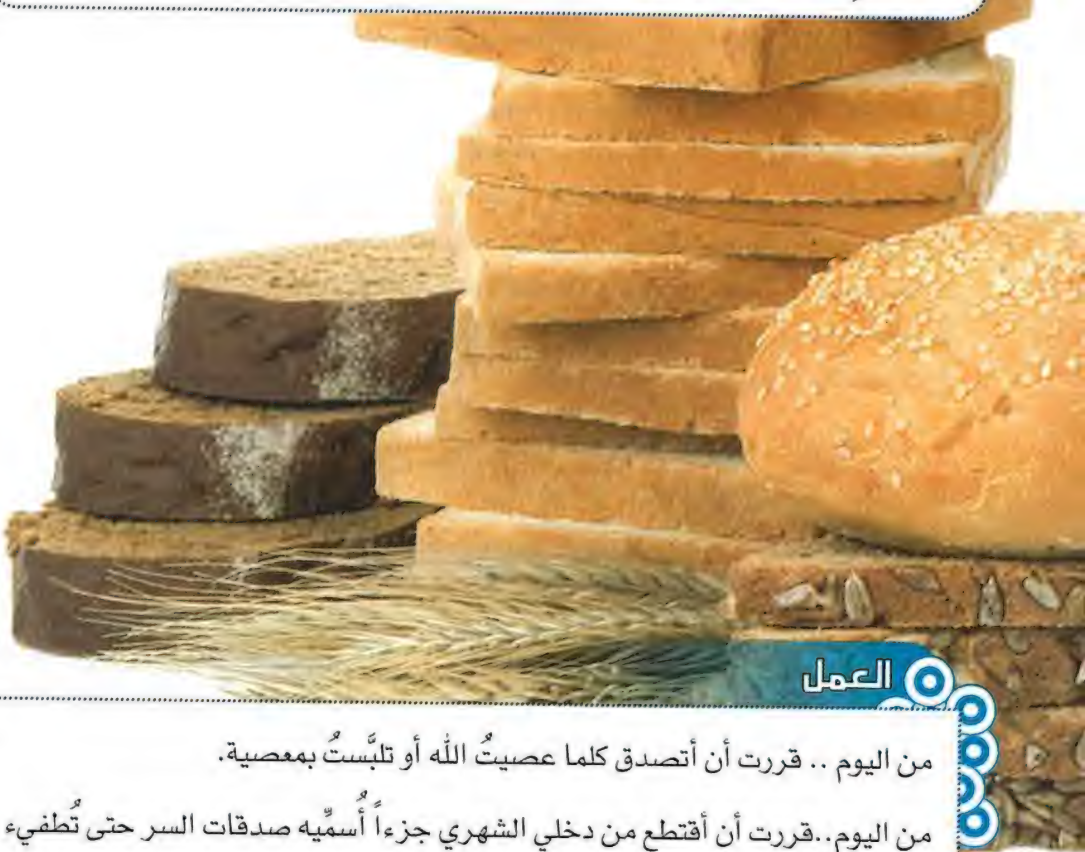 العمل
من اليوم .. قررت أن أتصدق كلما عصيتُ الله أو تلبَّستُ بمعصية.
من اليوم..قررت أن أقتطع من دخلي الشهري جزءاً أُسمِّيه صدقات السر حتى تُطفيء